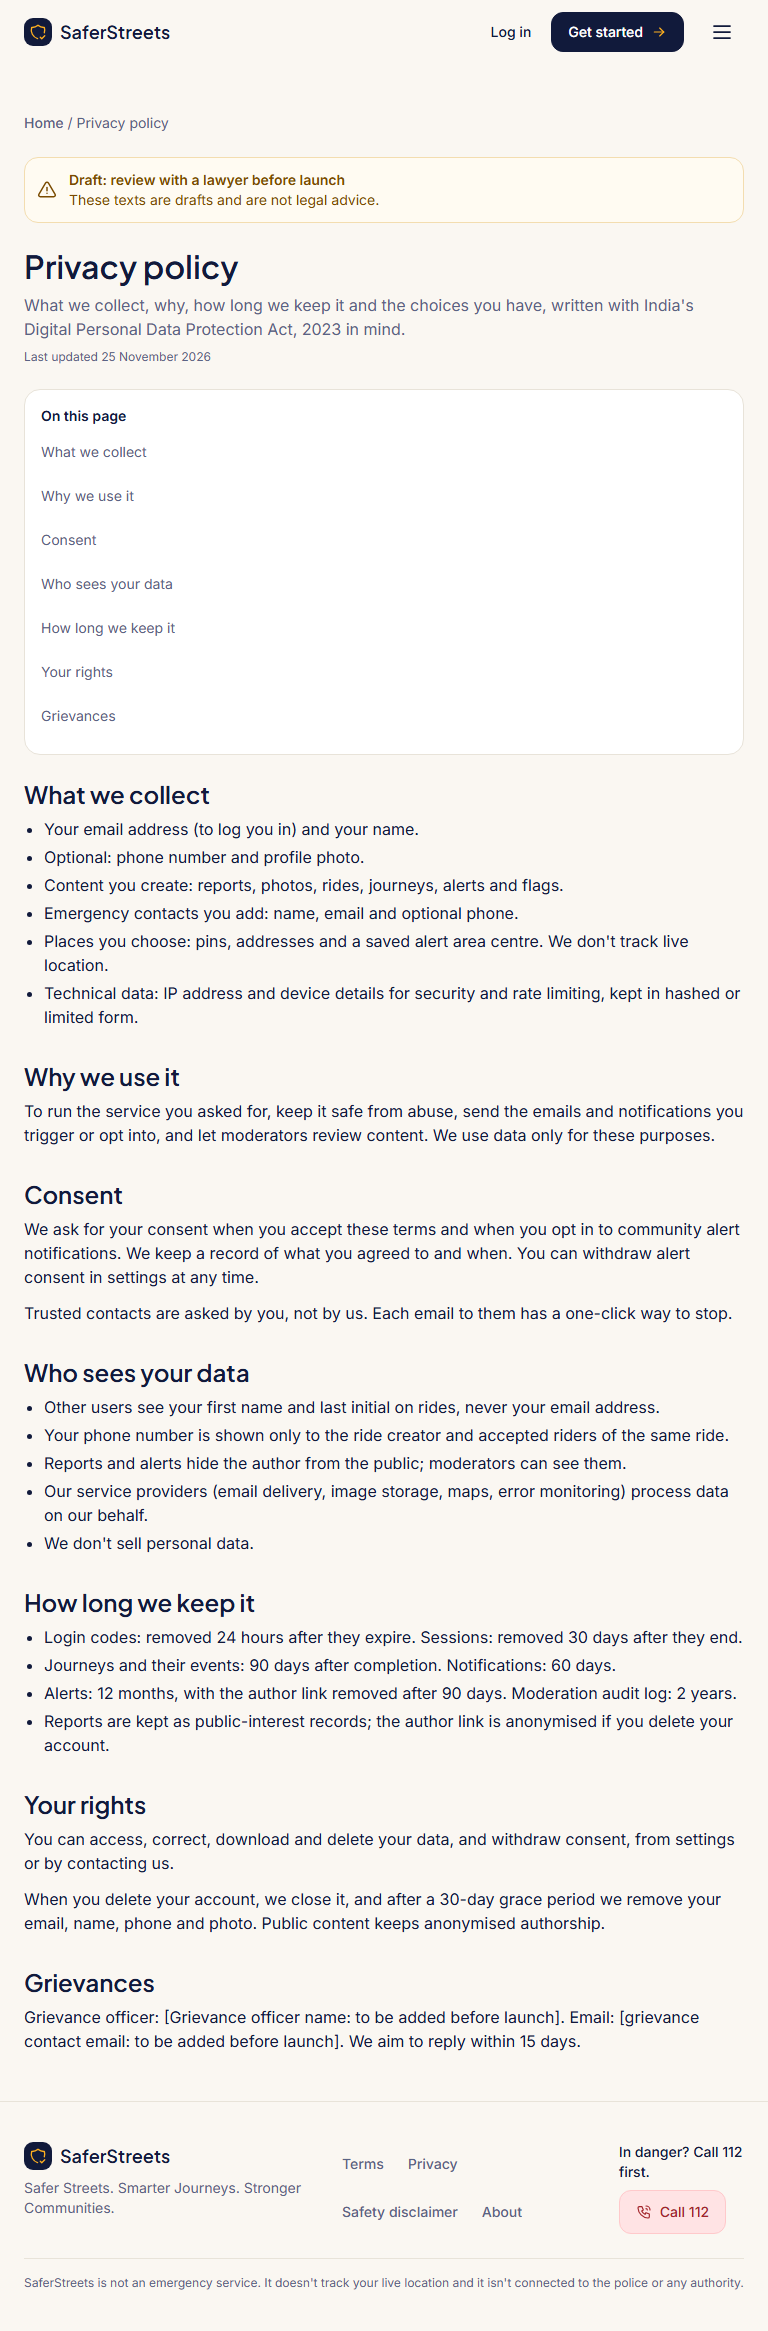 SaferStreets
Log in
Get started
Home / Privacy policy
Draft: review with a lawyer before launch
These texts are drafts and are not legal advice.
Privacy policy
What we collect, why, how long we keep it and the choices you have, written with India's
Digital Personal Data Protection Act, 2023 in mind.
Last updated 25 November 2026
On this page
What we collect
Why we use it
Consent
Who sees your data
How long we keep it
Your rights
Grievances
What we collect
• Your email address (to log you in) and your name.
• Optional: phone number and profile photo.
• Content you create: reports, photos, rides, journeys, alerts and flags.
• Emergency contacts you add: name, email and optional phone.
• Places you choose: pins, addresses and a saved alert area centre. We don't track live
location.
• Technical data: IP address and device details for security and rate limiting, kept in hashed or
limited form.
Why we use it
To run the service you asked for, keep it safe from abuse, send the emails and notifications you
trigger or opt into, and let moderators review content. We use data only for these purposes.
Consent
We ask for your consent when you accept these terms and when you opt in to community alert
notifications. We keep a record of what you agreed to and when. You can withdraw alert
consent in settings at any time.
Trusted contacts are asked by you, not by us. Each email to them has a one-click way to stop.
Who sees your data
• Other users see your first name and last initial on rides, never your email address.
• Your phone number is shown only to the ride creator and accepted riders of the same ride.
• Reports and alerts hide the author from the public; moderators can see them.
• Our service providers (email delivery, image storage, maps, error monitoring) process data
on our behalf.
• We don't sell personal data.
How long we keep it
• Login codes: removed 24 hours after they expire. Sessions: removed 30 days after they end.
• Journeys and their events: 90 days after completion. Notifications: 60 days.
• Alerts: 12 months, with the author link removed after 90 days. Moderation audit log: 2 years.
• Reports are kept as public-interest records; the author link is anonymised if you delete your
account.
Your rights
You can access, correct, download and delete your data, and withdraw consent, from settings
or by contacting us.
When you delete your account, we close it, and after a 30-day grace period we remove your
email, name, phone and photo. Public content keeps anonymised authorship.
Grievances
Grievance officer: [Grievance officer name: to be added before launch]. Email: [grievance
contact email: to be added before launch]. We aim to reply within 15 days.
SaferStreets
Safer Streets. Smarter Journeys. Stronger
Communities.
Terms
Privacy
Safety disclaimer
About
In danger? Call 112
first.
Call 112
SaferStreets is not an emergency service. It doesn't track your live location and it isn't connected to the police or any authority.